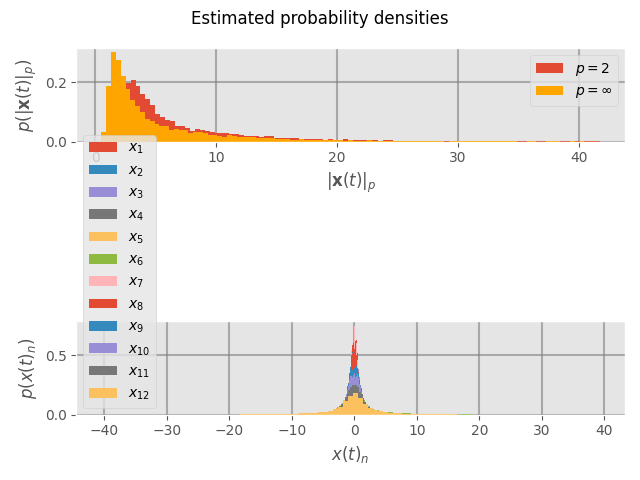 Estimated probability densities
p(|x(t)|p)
0.2
0.0
p = 2
p = ∞
0
10
20
30
40
|x(t)|p
x1
x2
x3
x4
x5
x6
x7
x8
x9
x10
x11
x12
p(x(t)n)
0.5
0.0
−40
−30
−20
−10
0
10
20
30
40
x(t)n